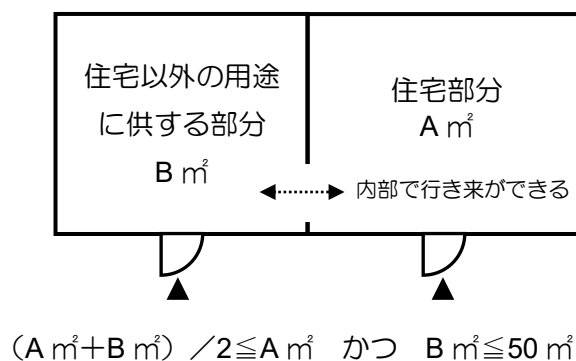 住宅以外の用途
に供する部分
B ㎡
住宅部分
A ㎡
内部で行き来ができる
（A ㎡＋B ㎡）／2≦A ㎡　かつ　B ㎡≦50 ㎡